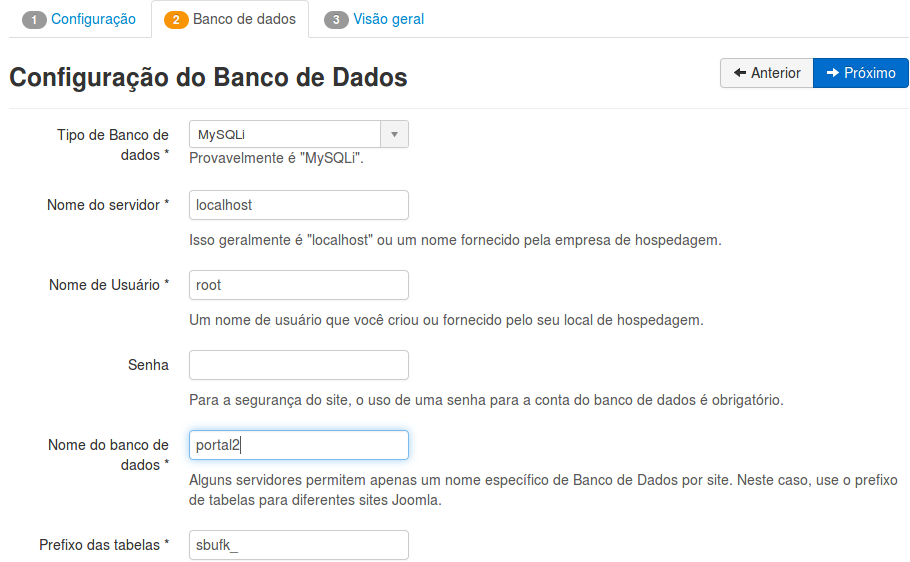 1 Configuração 2 Banco de dados 3 Visão geral
Configuração do Banco de Dados
Anterior Próximo
Tipo de Banco de
dados *
MySQLi
Provavelmente é "MySQLi".
Nome do servidor *
localhost
Isso geralmente é "localhost" ou um nome fornecido pela empresa de hospedagem.
Nome de Usuário *
root
Um nome de usuário que você criou ou fornecido pelo seu local de hospedagem.
Senha
Para a segurança do site, o uso de uma senha para a conta do banco de dados é obrigatório.
Nome do banco de
dados *
portal2
Alguns servidores permitem apenas um nome específico de Banco de Dados por site. Neste caso, use o prefixo
de tabelas para diferentes sites Joomla.
Prefixo das tabelas *
sbufk_